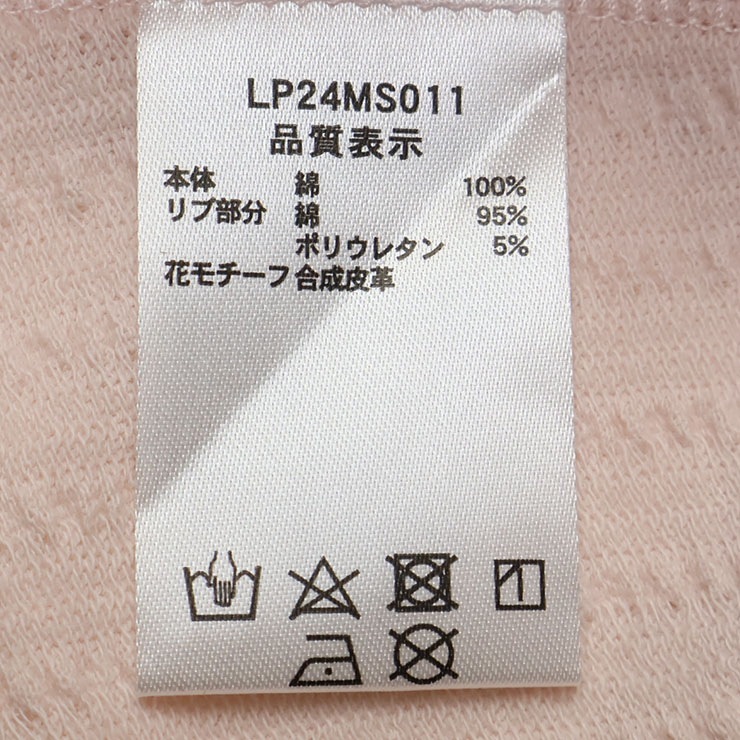 LP24MS011
品質表示
本体 綿 100%
リブ部分 綿 95%
ポリウレタン 5%
花モチーフ 合成皮革